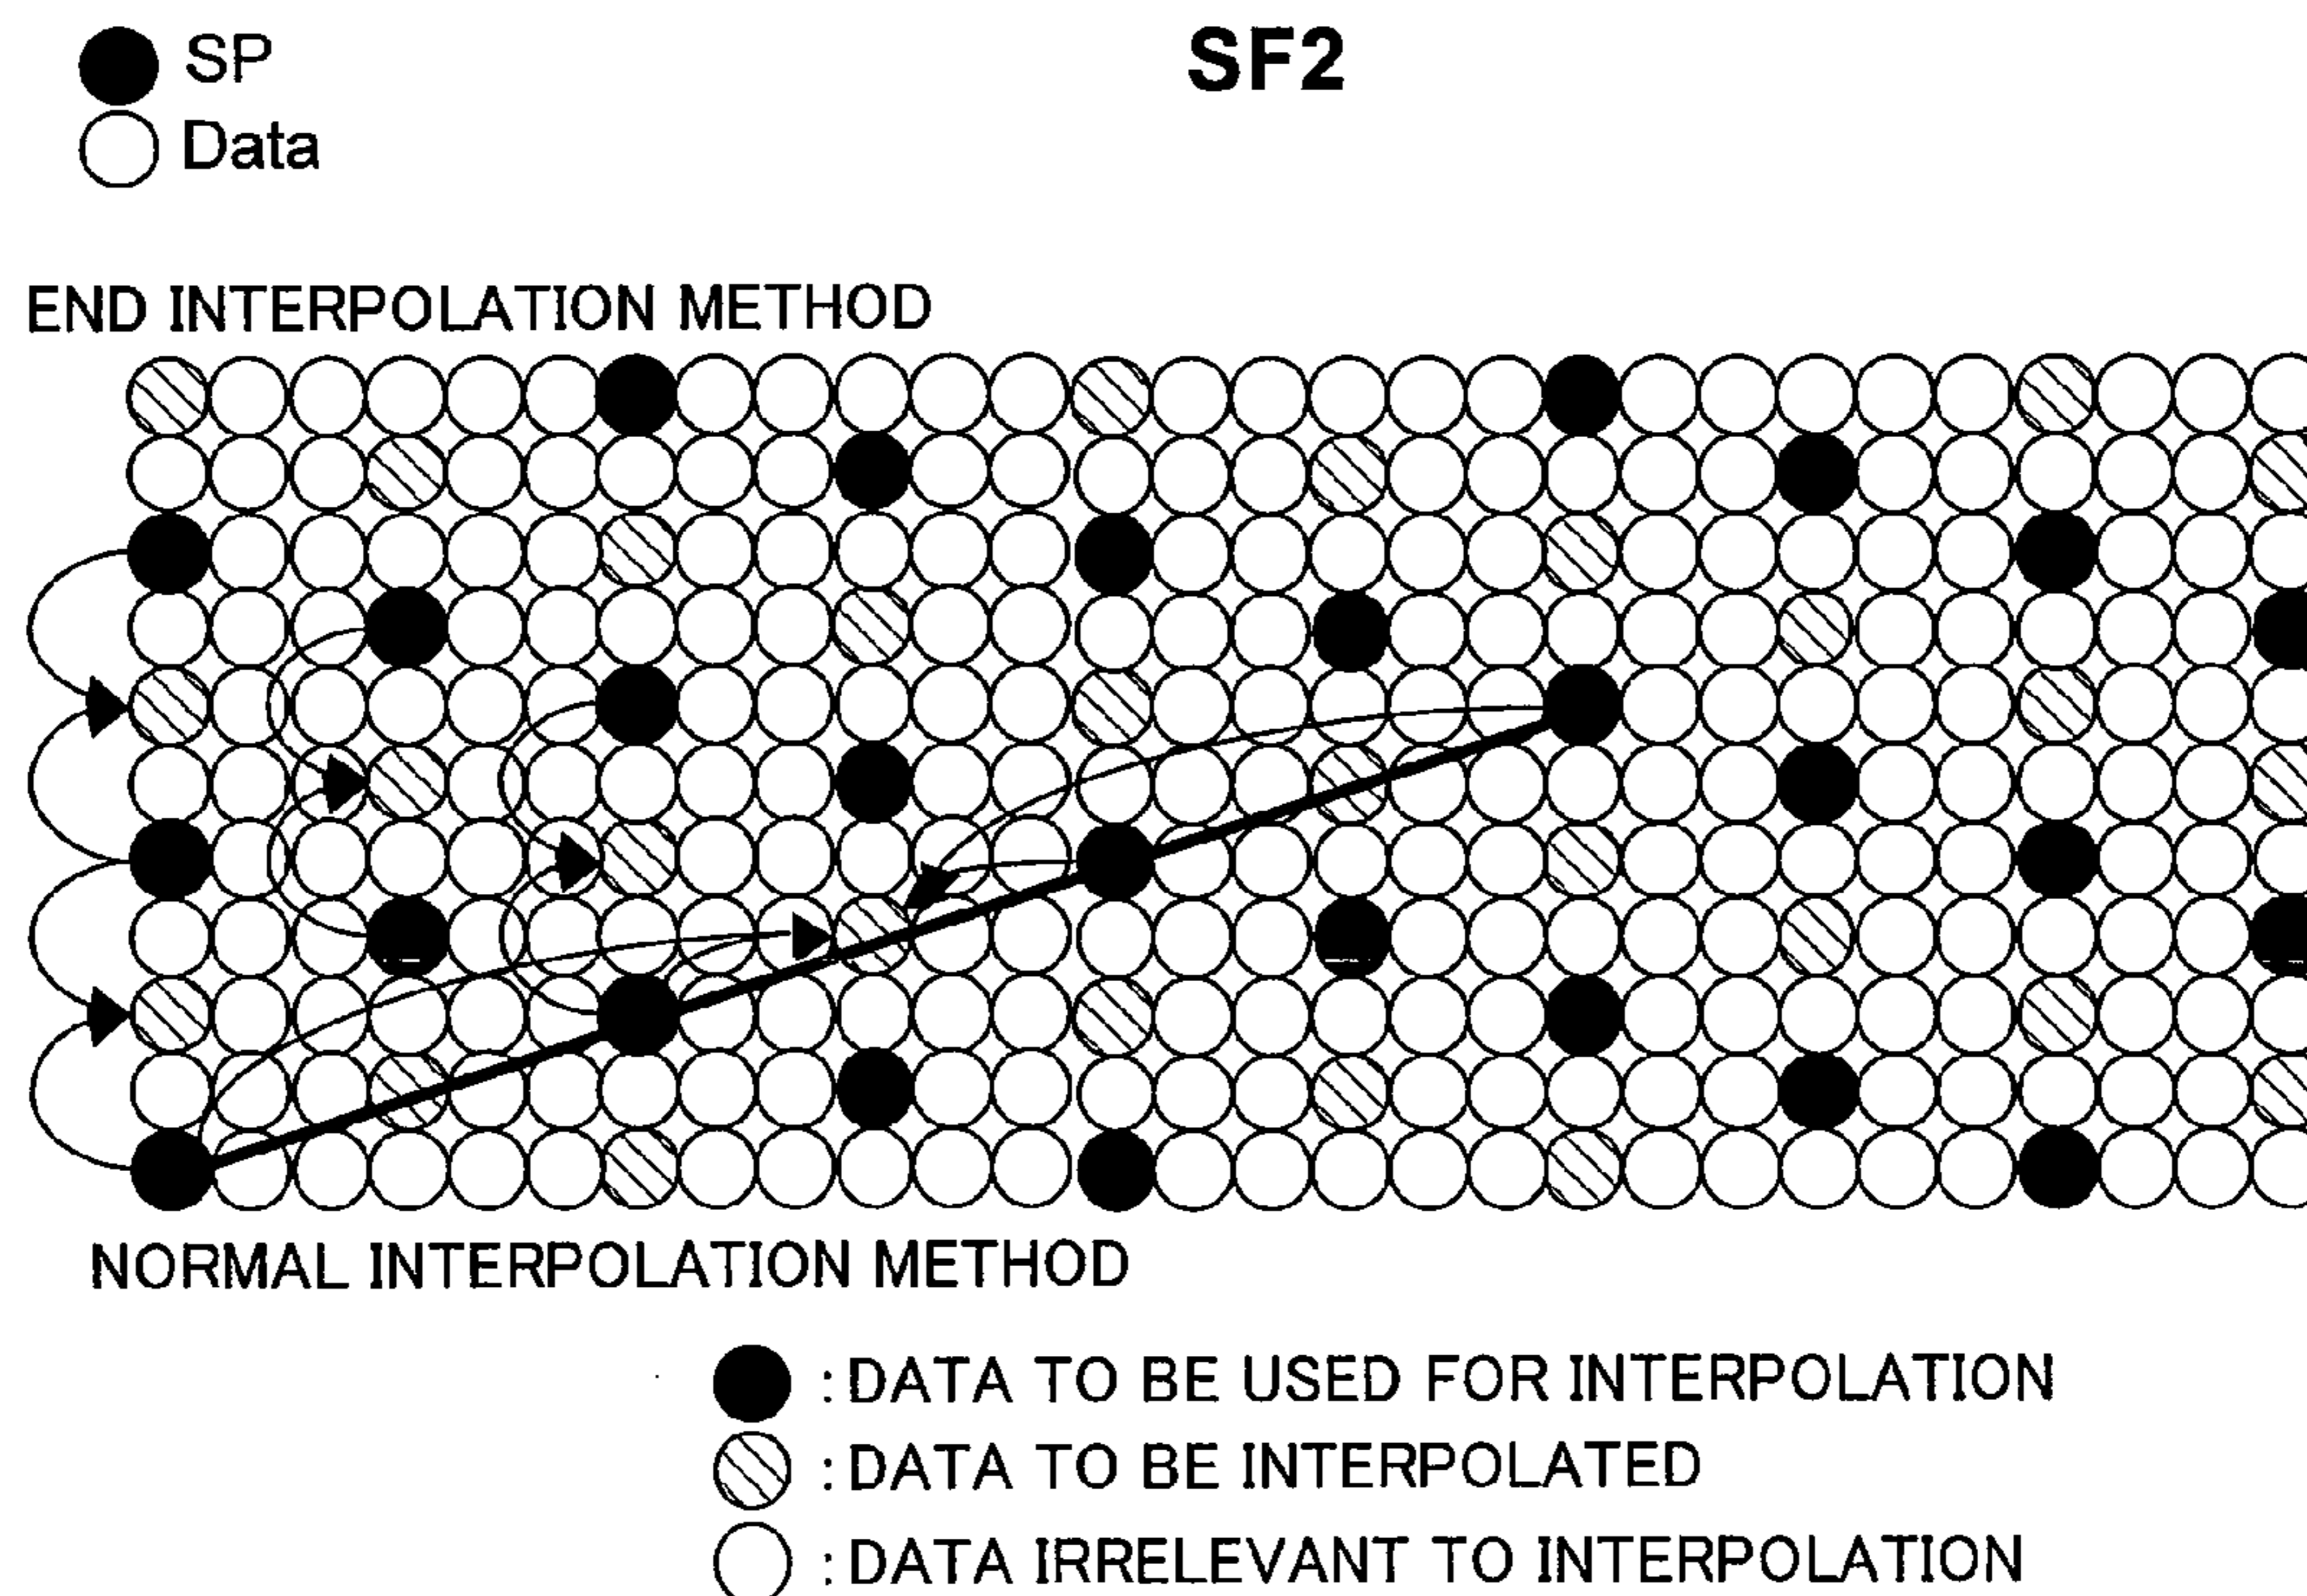 SP
SF2
Data
END INTERPOLATION METHOD
NORMAL INTERPOLATION METHOD
: DATA TO BE USED FOR INTERPOLATION
: DATA TO BE INTERPOLATED
: DATA IRRELEVANT TO INTERPOLATION